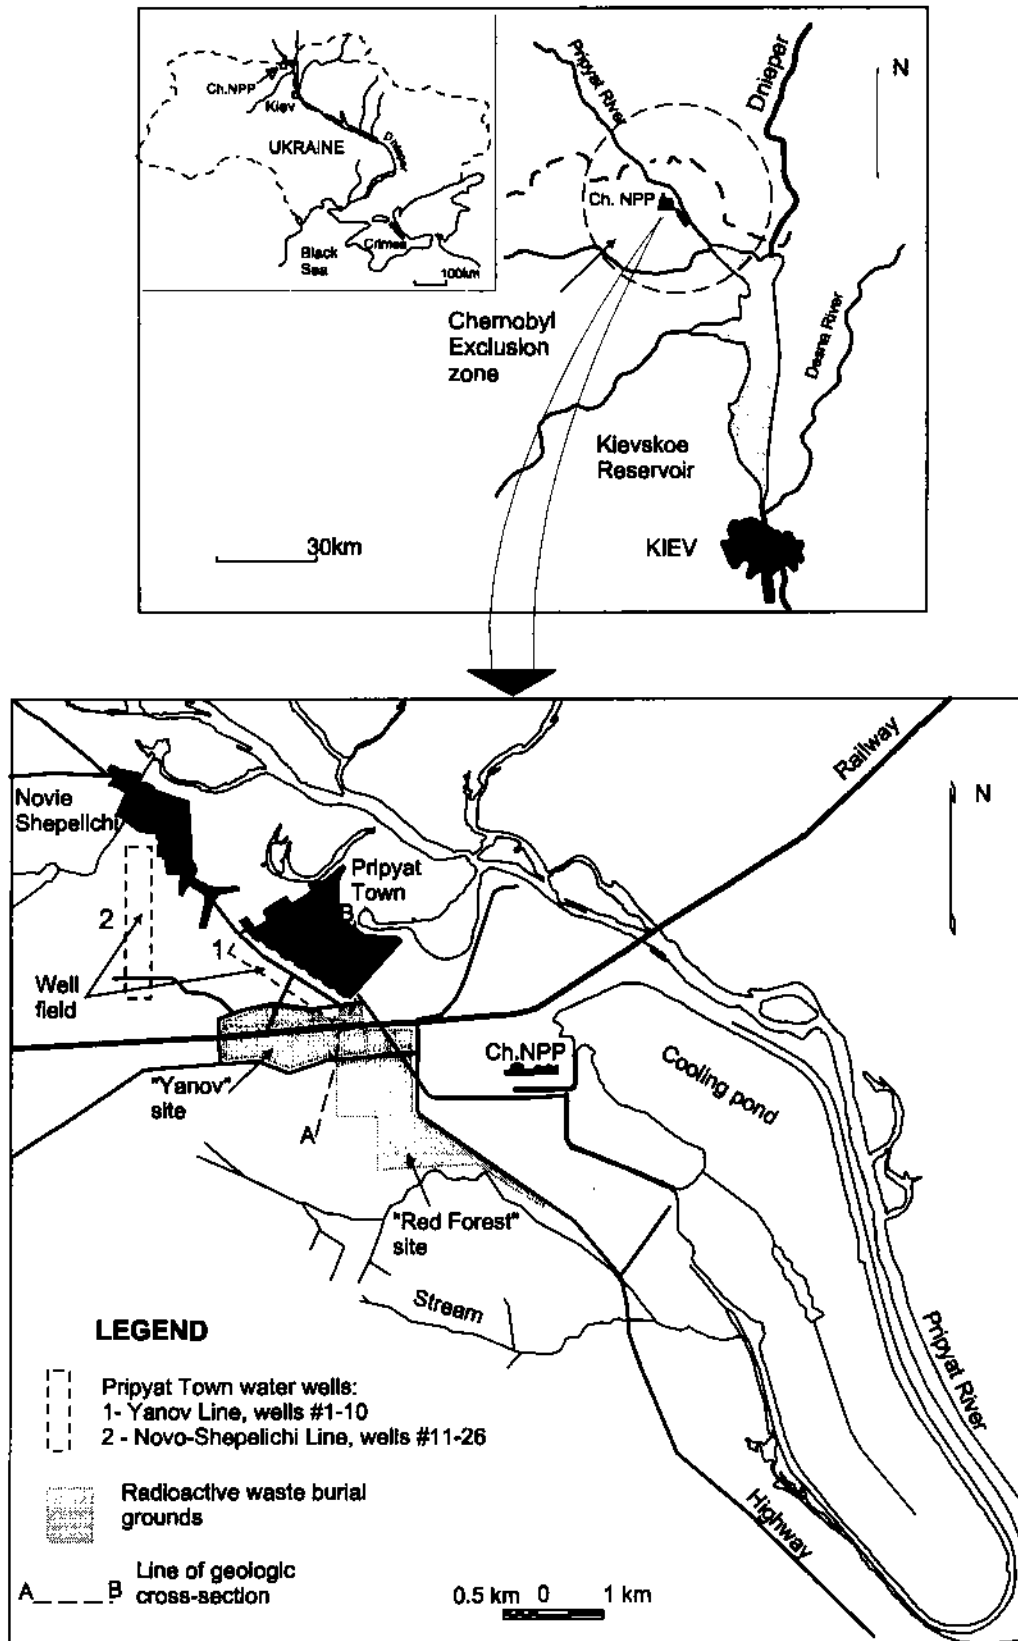 Ch.NPP
Kiev
UKRAINE
Dnieper
Black
Sea
Crimea
100km
Pripyat River
Dnieper
N
Ch. NPP
Chernobyl
Exclusion
zone
Desna River
Kievskoe
Reservoir
30km
KIEV
Railway
N
Novie
Shepelichi
Pripyat
Town
B
2
1
Well
field
Ch.NPP
Cooling pond
"Yanov"
site
A
"Red Forest"
site
Stream
Pripyat River
Highway
LEGEND
Pripyat Town water wells:
1- Yanov Line, wells #1-10
2 - Novo-Shepelichi Line, wells #11-26
Radioactive waste burial
grounds
A B Line of geologic
cross-section
0.5 km 0 1 km